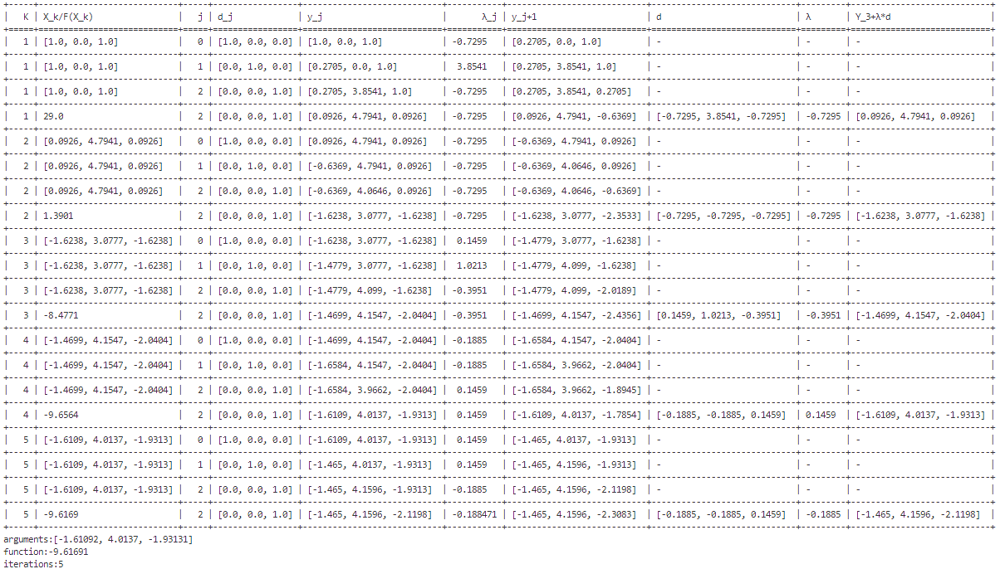 | K | X_k/F(X_k) | j | d_j | y_j | λ_j | y_j+1 | d | λ | Y_3+λ*d |
| 1 | [1.0, 0.0, 1.0] | 0 | [1.0, 0.0, 0.0] | [1.0, 0.0, 1.0] | -0.7295 | [0.2705, 0.0, 1.0] | - | - | - |
| 1 | [1.0, 0.0, 1.0] | 1 | [0.0, 1.0, 0.0] | [0.2705, 0.0, 1.0] | 3.8541 | [0.2705, 3.8541, 1.0] | - | - | - |
| 1 | [1.0, 0.0, 1.0] | 2 | [0.0, 0.0, 1.0] | [0.2705, 3.8541, 1.0] | -0.7295 | [0.2705, 3.8541, 0.2705] | - | - | - |
| 1 | 29.0 | 2 | [0.0, 0.0, 1.0] | [0.0926, 4.7941, 0.0926] | -0.7295 | [0.0926, 4.7941, -0.6369] | [-0.7295, 3.8541, -0.7295] | -0.7295 | [0.0926, 4.7941, 0.0926] |
| 2 | [0.0926, 4.7941, 0.0926] | 0 | [1.0, 0.0, 0.0] | [0.0926, 4.7941, 0.0926] | -0.7295 | [-0.6369, 4.7941, 0.0926] | - | - | - |
| 2 | [0.0926, 4.7941, 0.0926] | 1 | [0.0, 1.0, 0.0] | [-0.6369, 4.7941, 0.0926] | -0.7295 | [-0.6369, 4.0646, 0.0926] | - | - | - |
| 2 | [0.0926, 4.7941, 0.0926] | 2 | [0.0, 0.0, 1.0] | [-0.6369, 4.0646, 0.0926] | -0.7295 | [-0.6369, 4.0646, -0.6369] | - | - | - |
| 2 | 1.3901 | 2 | [0.0, 0.0, 1.0] | [-1.6238, 3.0777, -1.6238] | -0.7295 | [-1.6238, 3.0777, -2.3533] | [-0.7295, -0.7295, -0.7295] | -0.7295 | [-1.6238, 3.0777, -1.6238] |
| 3 | [-1.6238, 3.0777, -1.6238] | 0 | [1.0, 0.0, 0.0] | [-1.6238, 3.0777, -1.6238] | 0.1459 | [-1.4779, 3.0777, -1.6238] | - | - | - |
| 3 | [-1.6238, 3.0777, -1.6238] | 1 | [0.0, 1.0, 0.0] | [-1.4779, 3.0777, -1.6238] | 1.0213 | [-1.4779, 4.099, -1.6238] | - | - | - |
| 3 | [-1.6238, 3.0777, -1.6238] | 2 | [0.0, 0.0, 1.0] | [-1.4779, 4.099, -1.6238] | -0.3951 | [-1.4779, 4.099, -2.0189] | - | - | - |
| 3 | -8.4771 | 2 | [0.0, 0.0, 1.0] | [-1.4699, 4.1547, -2.0404] | -0.3951 | [-1.4699, 4.1547, -2.4356] | [0.1459, 1.0213, -0.3951] | -0.3951 | [-1.4699, 4.1547, -2.0404] |
| 4 | [-1.4699, 4.1547, -2.0404] | 0 | [1.0, 0.0, 0.0] | [-1.4699, 4.1547, -2.0404] | -0.1885 | [-1.6584, 4.1547, -2.0404] | - | - | - |
| 4 | [-1.4699, 4.1547, -2.0404] | 1 | [0.0, 1.0, 0.0] | [-1.6584, 4.1547, -2.0404] | -0.1885 | [-1.6584, 3.9662, -2.0404] | - | - | - |
| 4 | [-1.4699, 4.1547, -2.0404] | 2 | [0.0, 0.0, 1.0] | [-1.6584, 3.9662, -2.0404] | 0.1459 | [-1.6584, 3.9662, -1.8945] | - | - | - |
| 4 | -9.6564 | 2 | [0.0, 0.0, 1.0] | [-1.6109, 4.0137, -1.9313] | 0.1459 | [-1.6109, 4.0137, -1.7854] | [-0.1885, -0.1885, 0.1459] | 0.1459 | [-1.6109, 4.0137, -1.9313] |
| 5 | [-1.6109, 4.0137, -1.9313] | 0 | [1.0, 0.0, 0.0] | [-1.6109, 4.0137, -1.9313] | 0.1459 | [-1.465, 4.0137, -1.9313] | - | - | - |
| 5 | [-1.6109, 4.0137, -1.9313] | 1 | [0.0, 1.0, 0.0] | [-1.465, 4.0137, -1.9313] | 0.1459 | [-1.465, 4.1596, -1.9313] | - | - | - |
| 5 | [-1.6109, 4.0137, -1.9313] | 2 | [0.0, 0.0, 1.0] | [-1.465, 4.1596, -1.9313] | -0.1885 | [-1.465, 4.1596, -2.1198] | - | - | - |
| 5 | -9.6169 | 2 | [0.0, 0.0, 1.0] | [-1.465, 4.1596, -2.1198] | -0.188471 | [-1.465, 4.1596, -2.3083] | [-0.1885, -0.1885, 0.1459] | -0.1885 | [-1.465, 4.1596, -2.1198] |
arguments:[-1.61092, 4.0137, -1.93131]
function:-9.61691
iterations:5